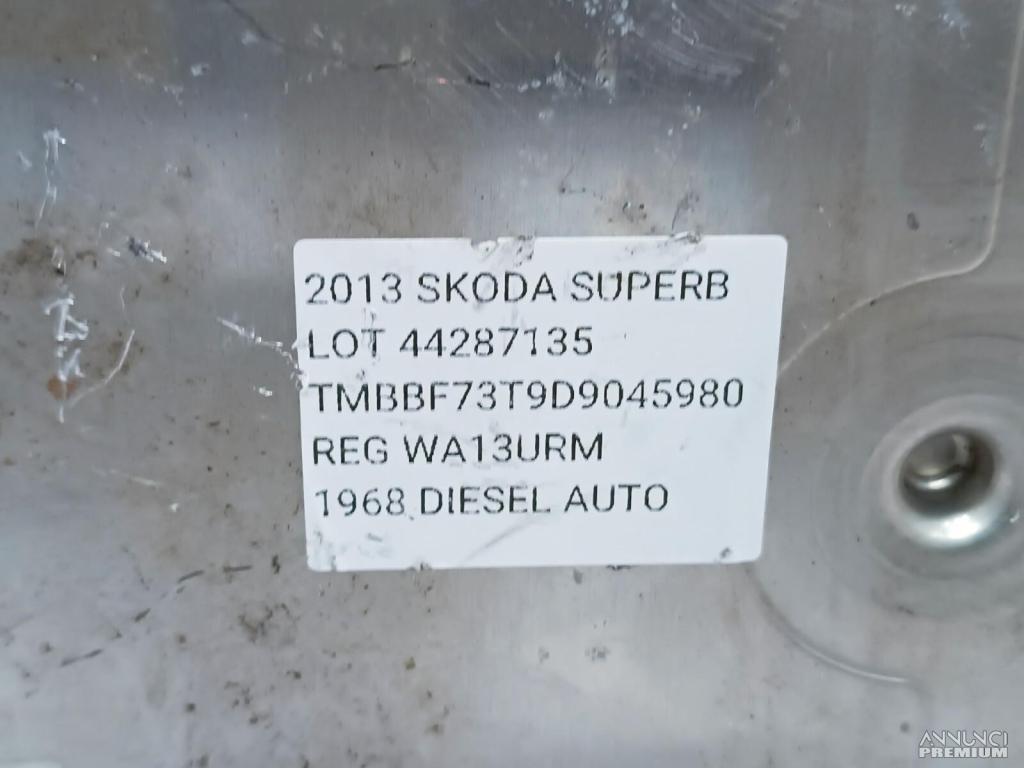 2013 SKODA SUPERB
LOT 44287135
TMBBF73T9D9045980
REG WA13URM
1968 DIESEL AUTO
ANNUNCI
PREMIUM